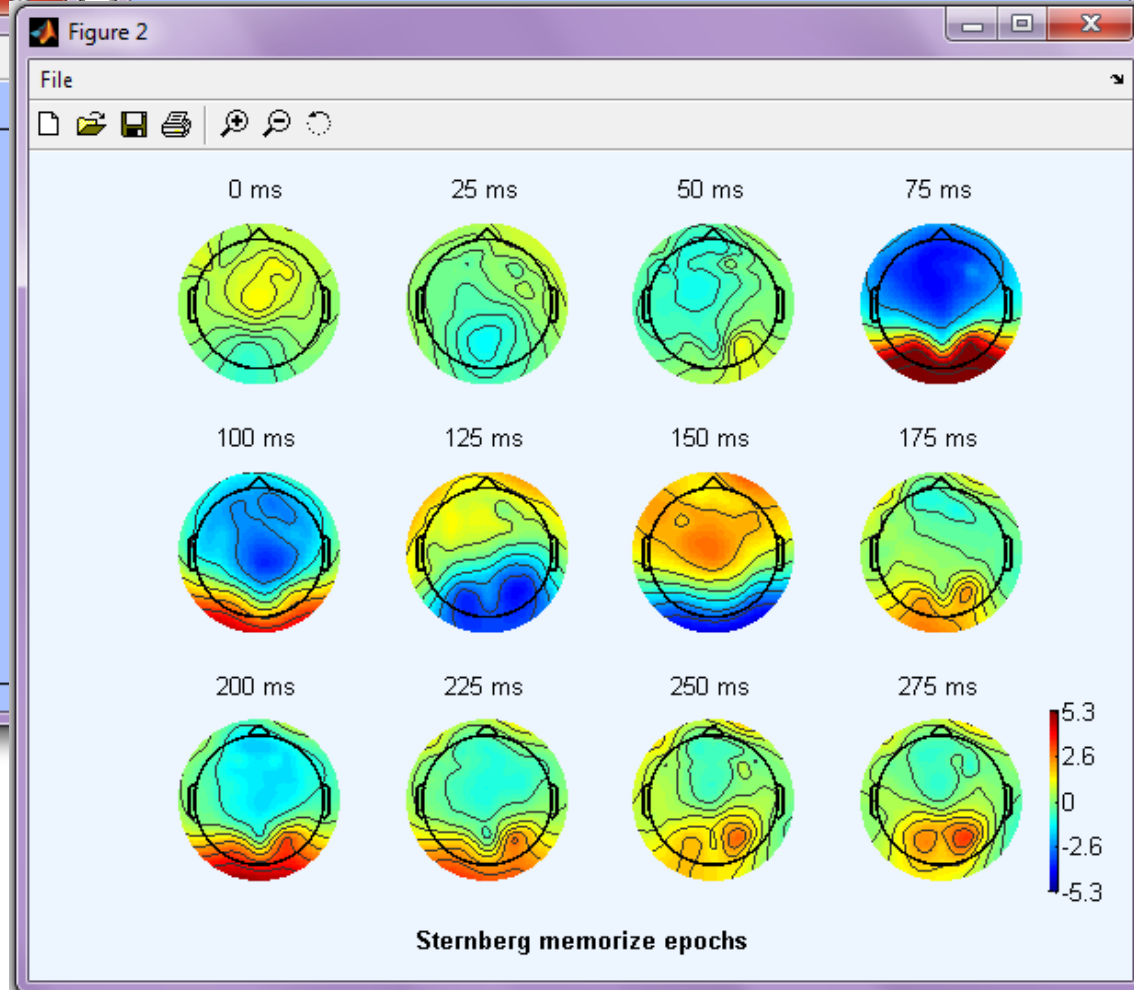 Figure 2
File
0 ms 25 ms 50 ms 75 ms
100 ms 125 ms 150 ms 175 ms
200 ms 225 ms 250 ms 275 ms
5.3
2.6
0
-2.6
-5.3
Sternberg memorize epochs